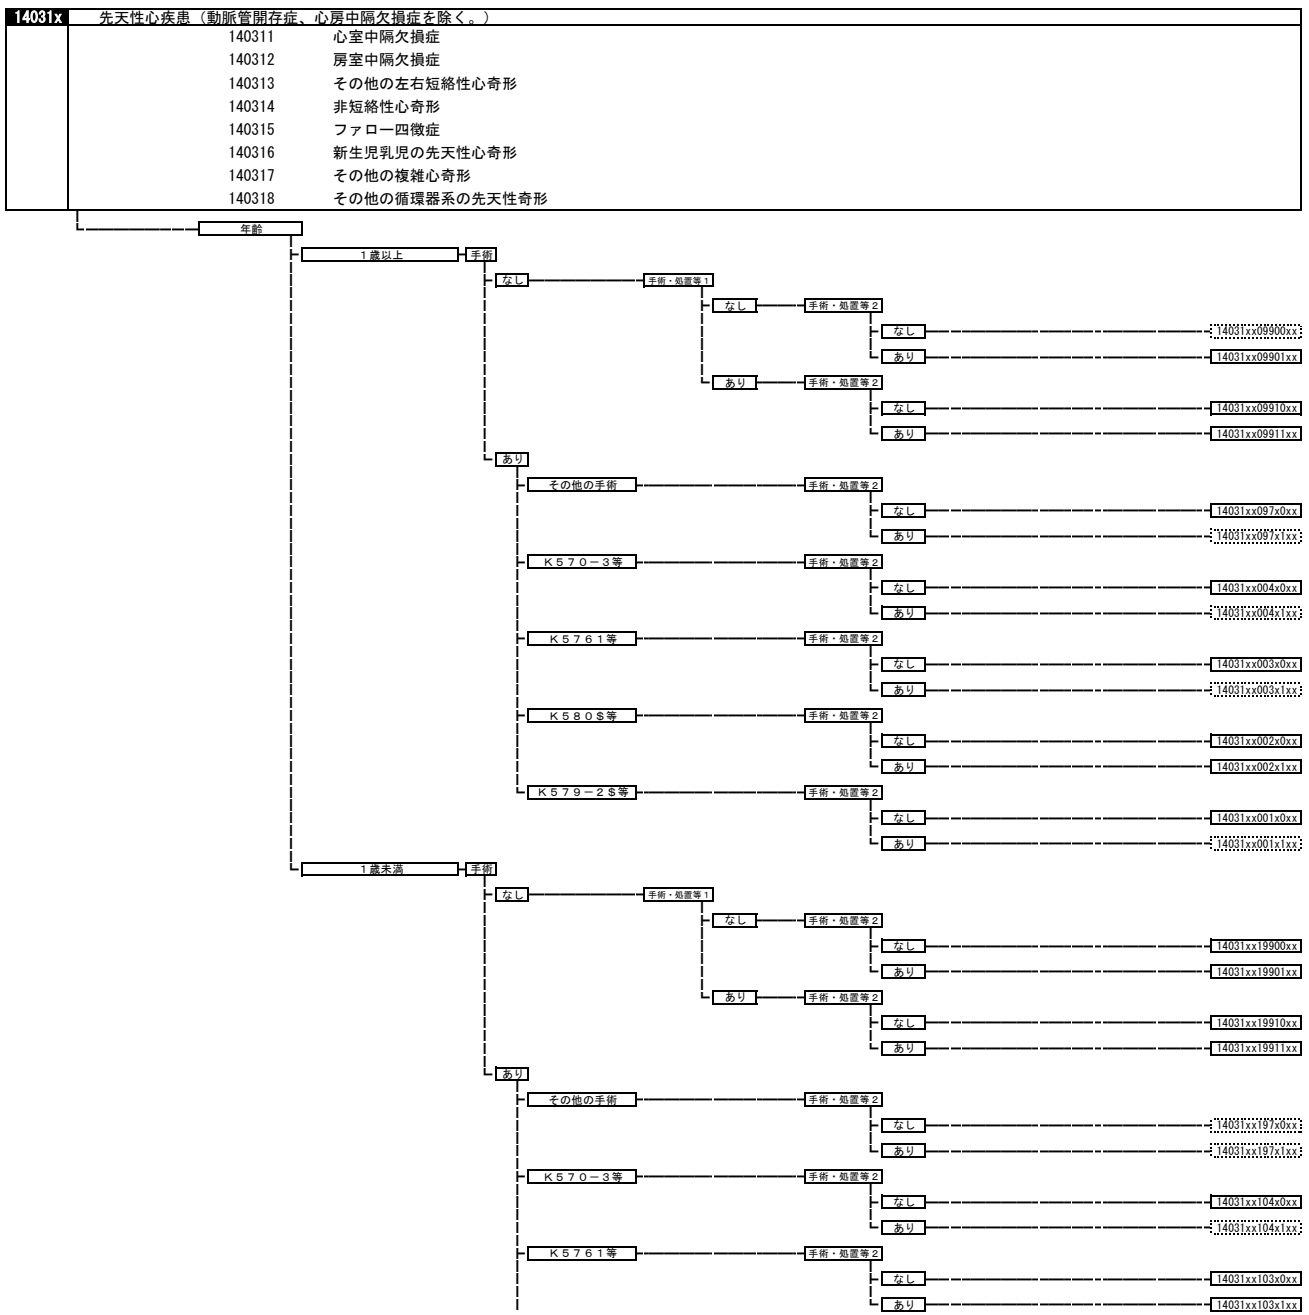 14031x 先天性心疾患（動脈管開存症、心房中隔欠損症を除く。）
140311 心室中隔欠損症
140312 房室中隔欠損症
140313 その他の左右短絡性心奇形
140314 非短絡性心奇形
140315 ファロー四徴症
140316 新生児乳児の先天性心奇形
140317 その他の複雑心奇形
140318 その他の循環器系の先天性奇形
年齢
１歳以上 手術
なし 手術・処置等１
なし 手術・処置等２
なし 14031xx09900xx
あり 14031xx09901xx
あり 手術・処置等２
なし 14031xx09910xx
あり 14031xx09911xx
あり
その他の手術 手術・処置等２
なし 14031xx097x0xx
あり 14031xx097x1xx
Ｋ５７０－３等 手術・処置等２
なし 14031xx004x0xx
あり 14031xx004x1xx
Ｋ５７６１等 手術・処置等２
なし 14031xx003x0xx
あり 14031xx003x1xx
Ｋ５８０＄等 手術・処置等２
なし 14031xx002x0xx
あり 14031xx002x1xx
Ｋ５７９－２＄等 手術・処置等２
なし 14031xx001x0xx
あり 14031xx001x1xx
１歳未満 手術
なし 手術・処置等１
なし 手術・処置等２
なし 14031xx19900xx
あり 14031xx19901xx
あり 手術・処置等２
なし 14031xx19910xx
あり 14031xx19911xx
あり
その他の手術 手術・処置等２
なし 14031xx197x0xx
あり 14031xx197x1xx
Ｋ５７０－３等 手術・処置等２
なし 14031xx104x0xx
あり 14031xx104x1xx
Ｋ５７６１等 手術・処置等２
なし 14031xx103x0xx
あり 14031xx103x1xx